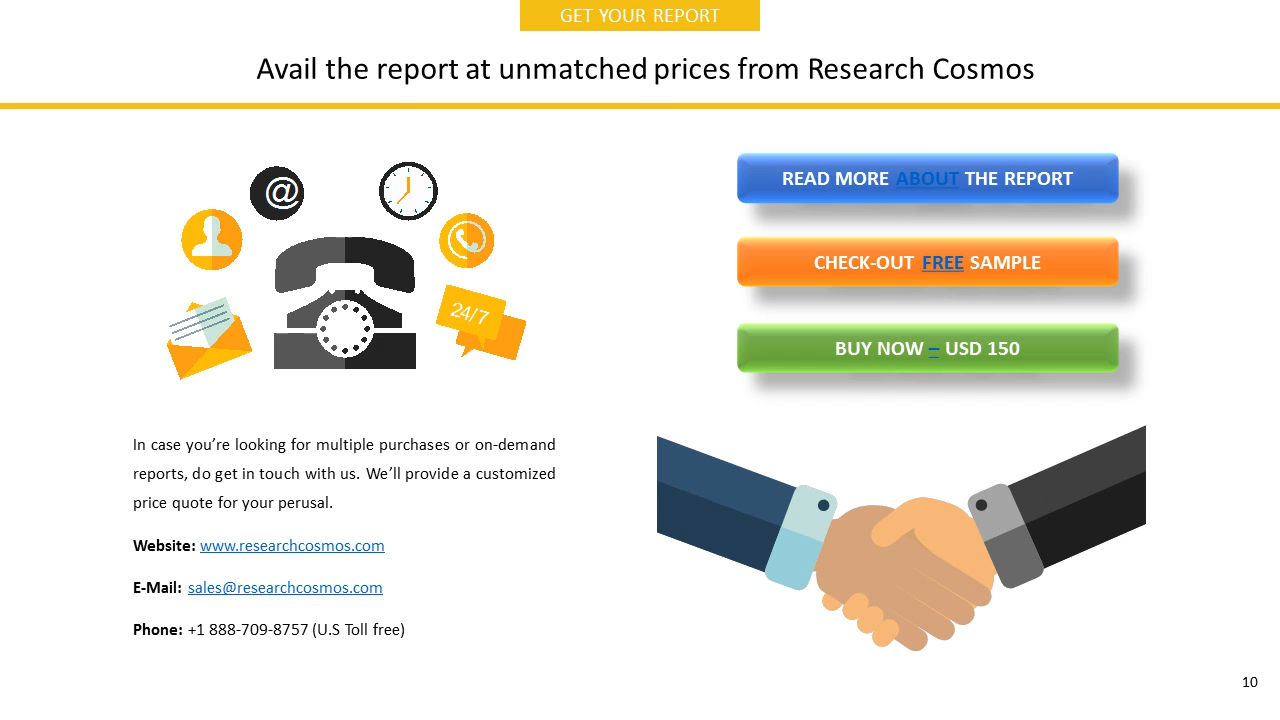 GET YOUR REPORT
Avail the report at unmatched prices from Research Cosmos
@
24/7
READ MORE ABOUT THE REPORT
CHECK-OUT FREE SAMPLE
BUY NOW – USD 150
In case you’re looking for multiple purchases or on-demand
reports, do get in touch with us. We’ll provide a customized
price quote for your perusal.
Website: www.researchcosmos.com
E-Mail: sales@researchcosmos.com
Phone: +1 888-709-8757 (U.S Toll free)
10